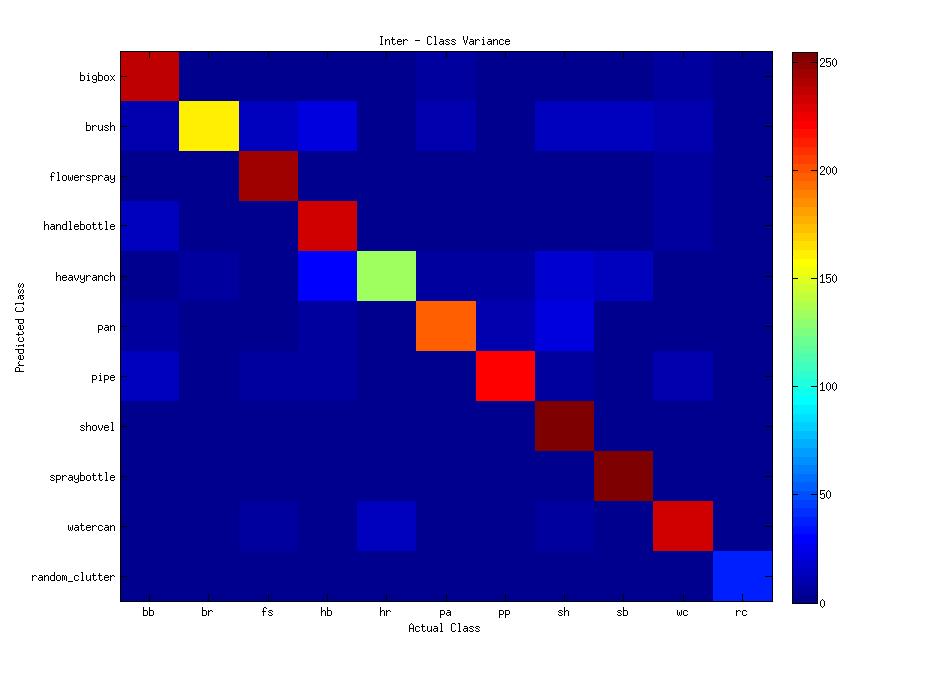 Inter - Class Variance
bigbox
brush
flowerspray
handlebottle
heavyranch
pan
pipe
shovel
spraybottle
watercan
random_clutter
Predicted Class
bb br fs hb hr pa pp sh sb wc rc
Actual Class
250
200
150
100
50
0